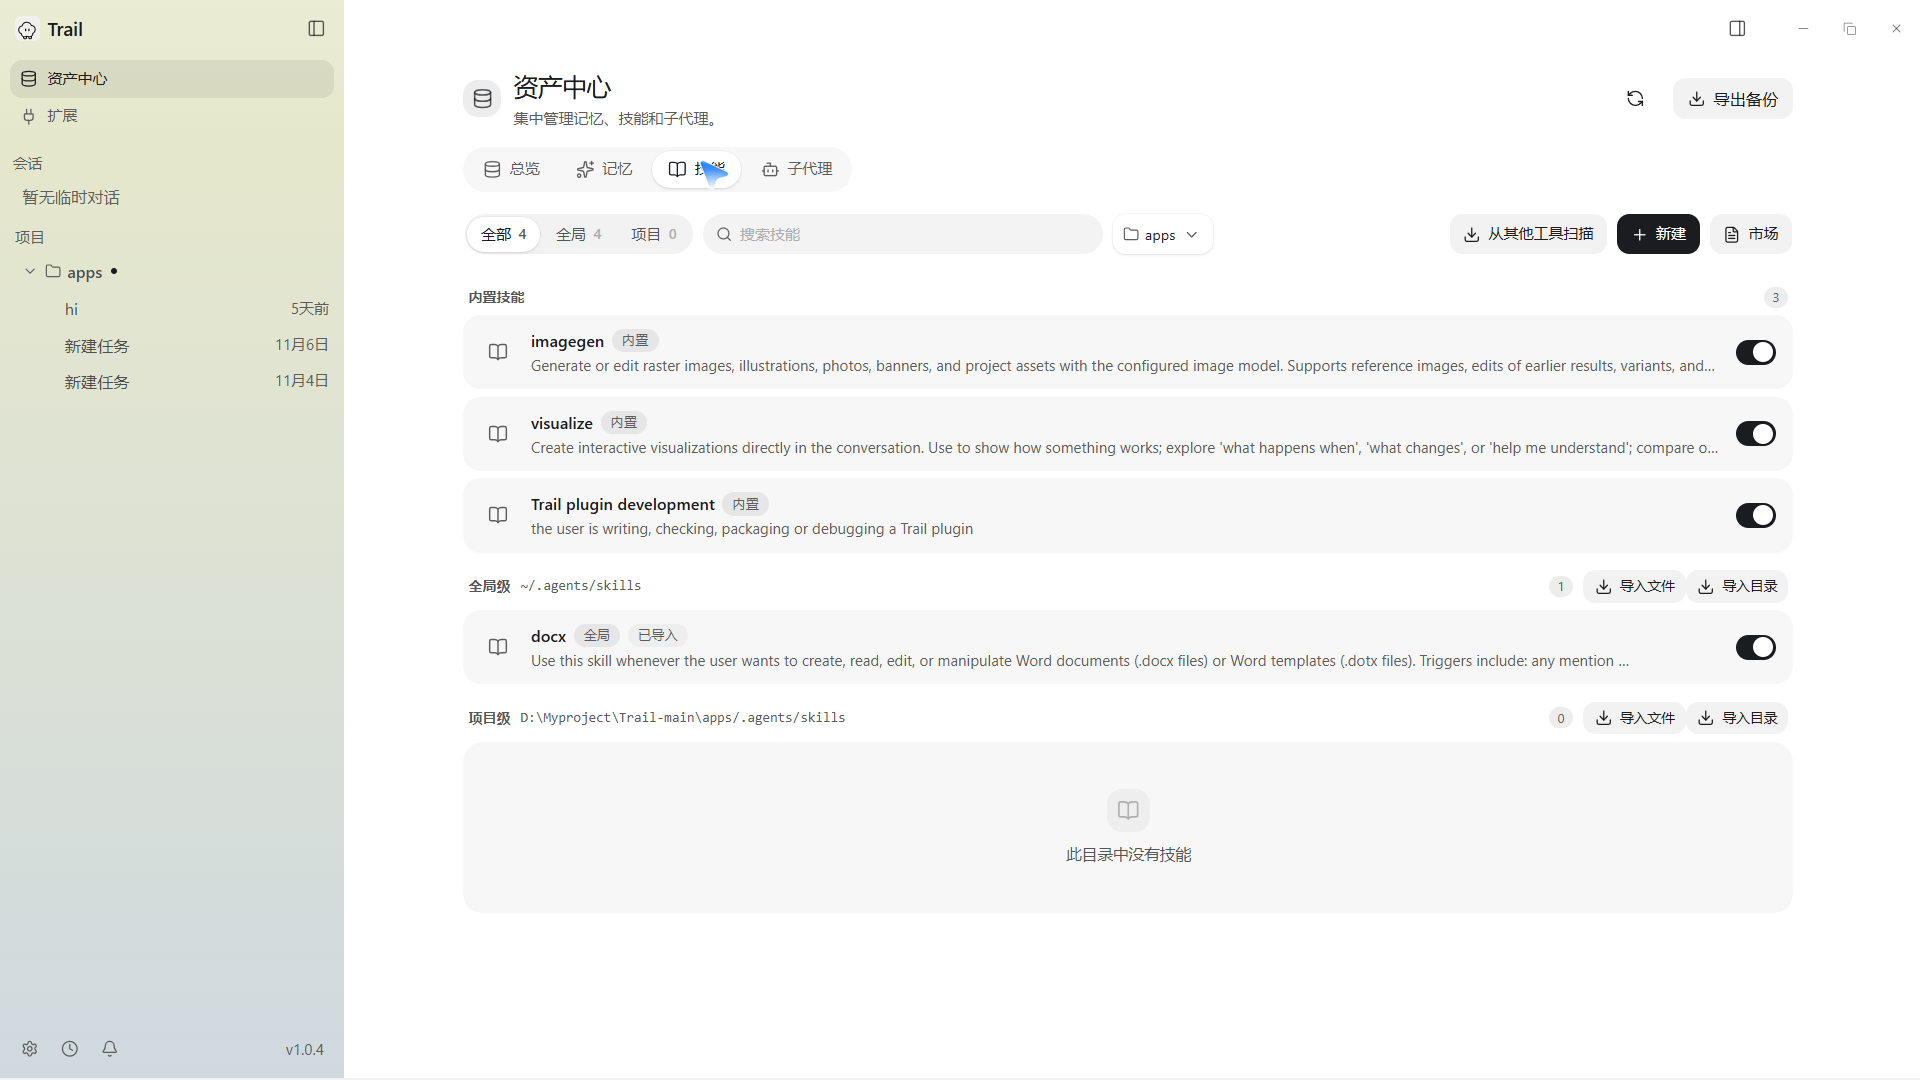 Trail
资产中心
扩展
会话
暂无临时对话
项目
apps
hi 5天前
新建任务 11月6日
新建任务 11月4日
v1.0.4
资产中心
集中管理记忆、技能和子代理。
导出备份
总览 记忆 技能 子代理
全部 4 全局 4 项目 0 搜索技能 apps 从其他工具扫描 新建 市场
内置技能 3
imagegen 内置
Generate or edit raster images, illustrations, photos, banners, and project assets with the configured image model. Supports reference images, edits of earlier results, variants, and...
visualize 内置
Create interactive visualizations directly in the conversation. Use to show how something works; explore 'what happens when', 'what changes', or 'help me understand'; compare o...
Trail plugin development 内置
the user is writing, checking, packaging or debugging a Trail plugin
全局级 ~/.agents/skills 1 导入文件 导入目录
docx 全局 已导入
Use this skill whenever the user wants to create, read, edit, or manipulate Word documents (.docx files) or Word templates (.dotx files). Triggers include: any mention ...
项目级 D:\Myproject\Trail-main\apps/.agents/skills 0 导入文件 导入目录
此目录中没有技能